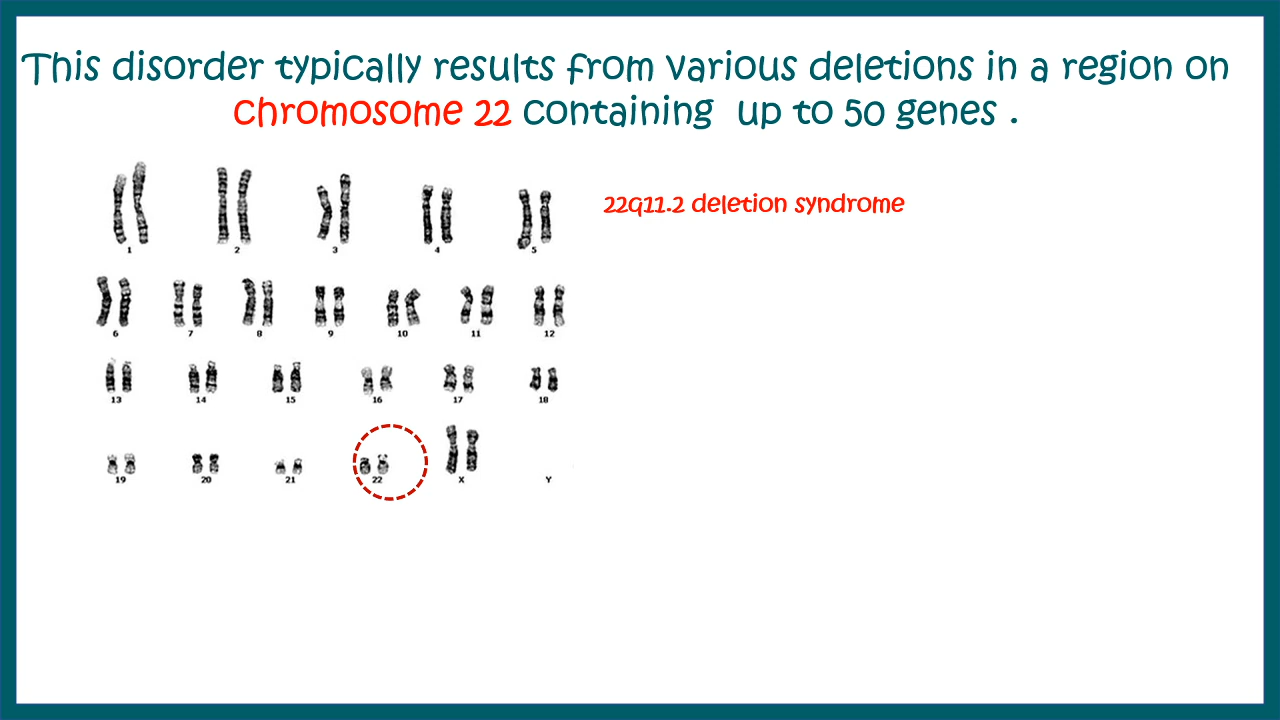 This disorder typically results from various deletions in a region on
chromosome 22 containing up to 50 genes .
22q11.2 deletion syndrome
1 2 3 4 5
6 7 8 9 10 11 12
13 14 15 16 17 18
19 20 21 22 X Y